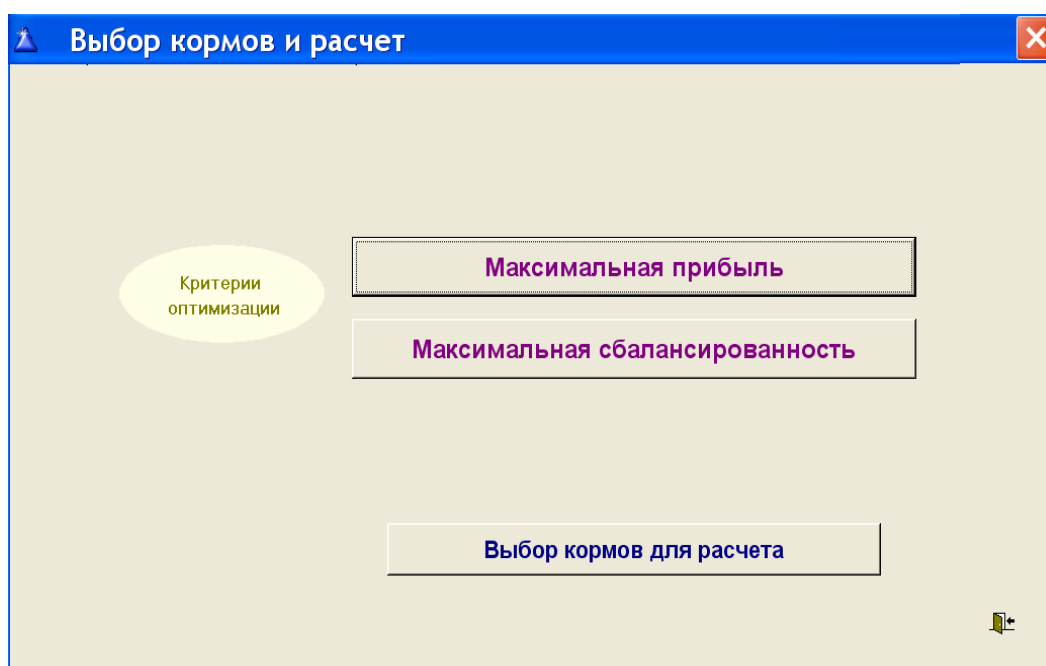 Выбор кормов и расчет
Максимальная прибыль
Критерии
оптимизации
Максимальная сбалансированность
Выбор кормов для расчета